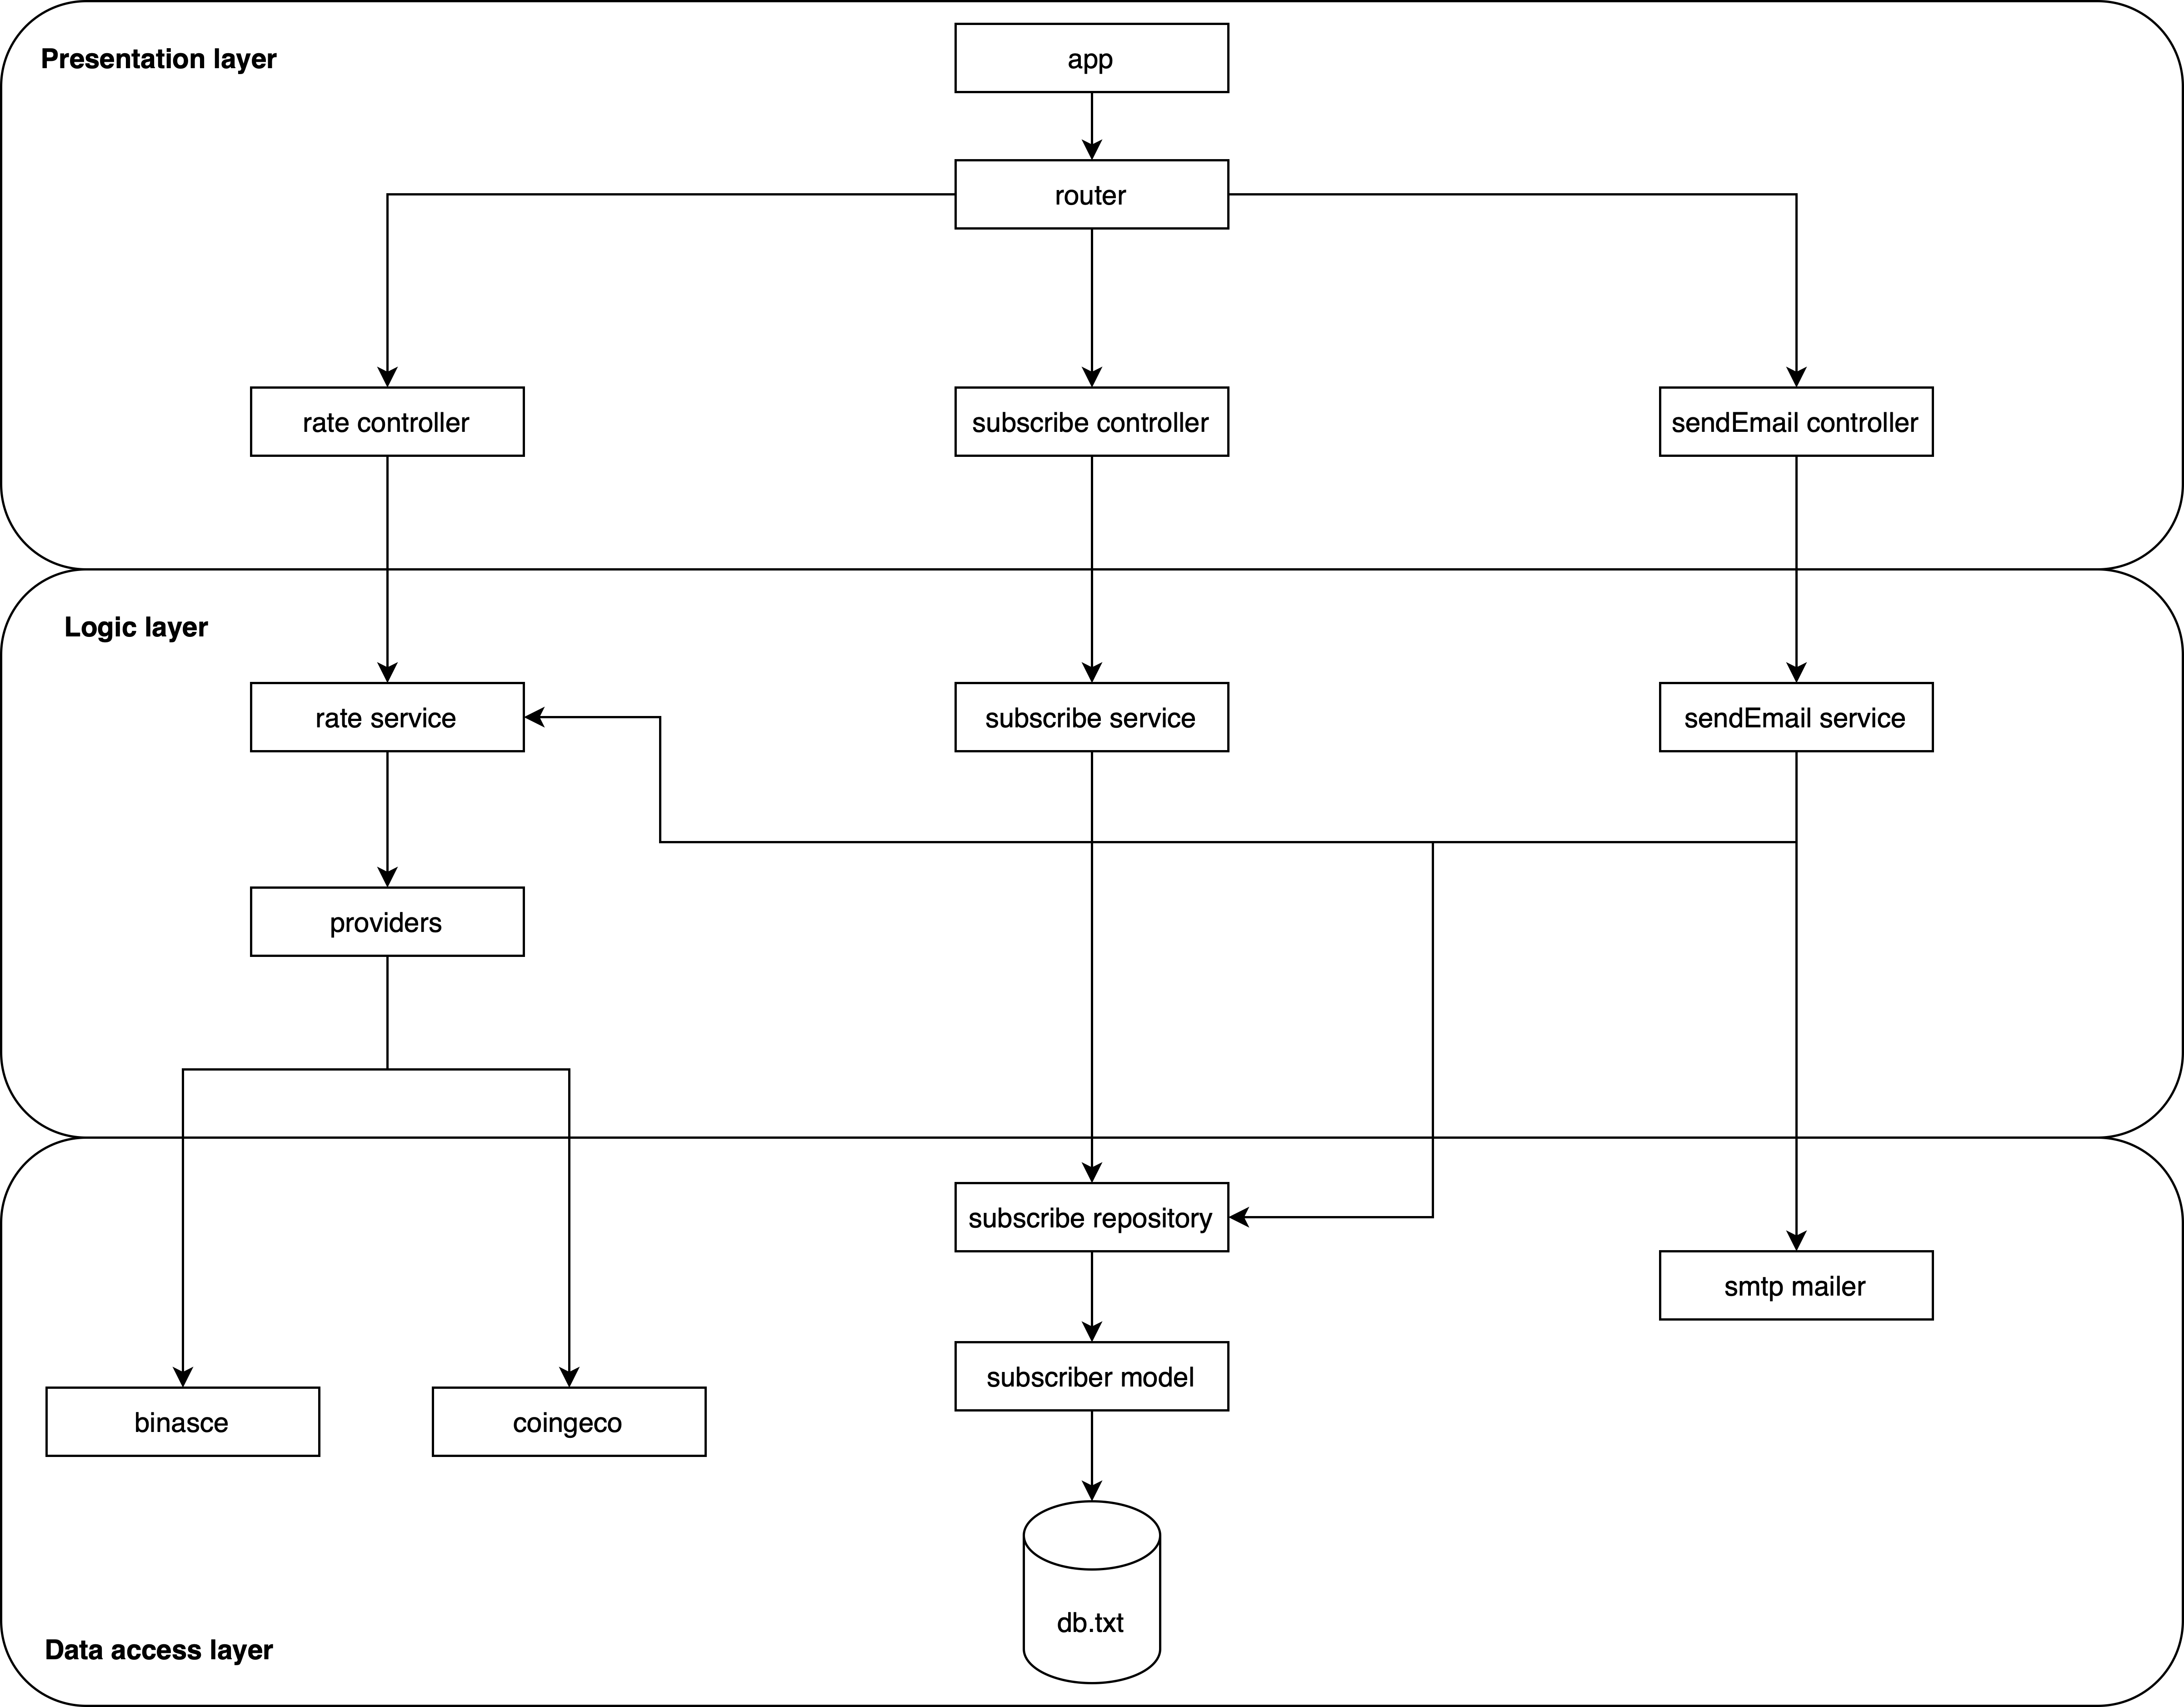 Presentation layer
app
router
rate controller
subscribe controller
sendEmail controller
Logic layer
rate service
subscribe service
sendEmail service
providers
subscribe repository
smtp mailer
subscriber model
binasce
coingeco
db.txt
Data access layer